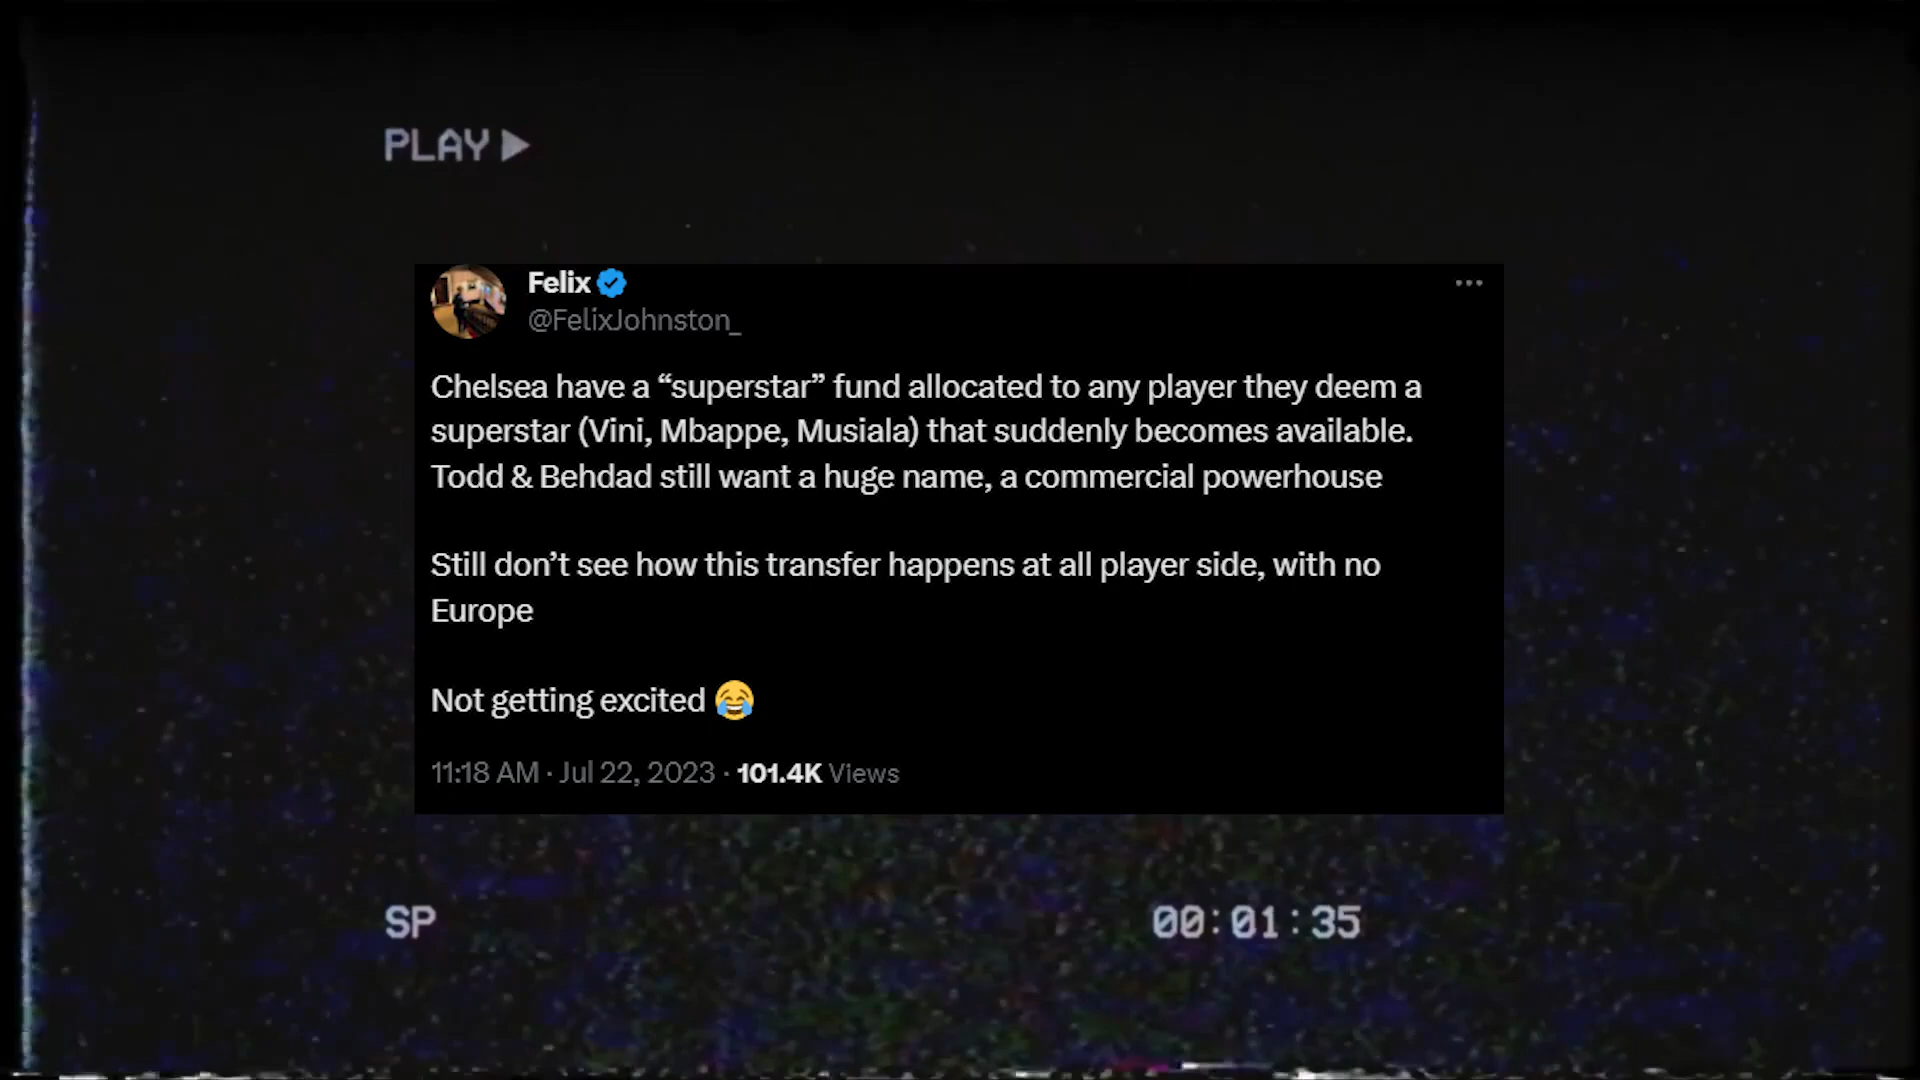 PLAY
Felix
@FelixJohnston_
Chelsea have a “superstar” fund allocated to any player they deem a
superstar (Vini, Mbappe, Musiala) that suddenly becomes available.
Todd & Behdad still want a huge name, a commercial powerhouse
Still don’t see how this transfer happens at all player side, with no
Europe
Not getting excited 😂
11:18 AM · Jul 22, 2023 · 101.4K Views
SP
00:01:35